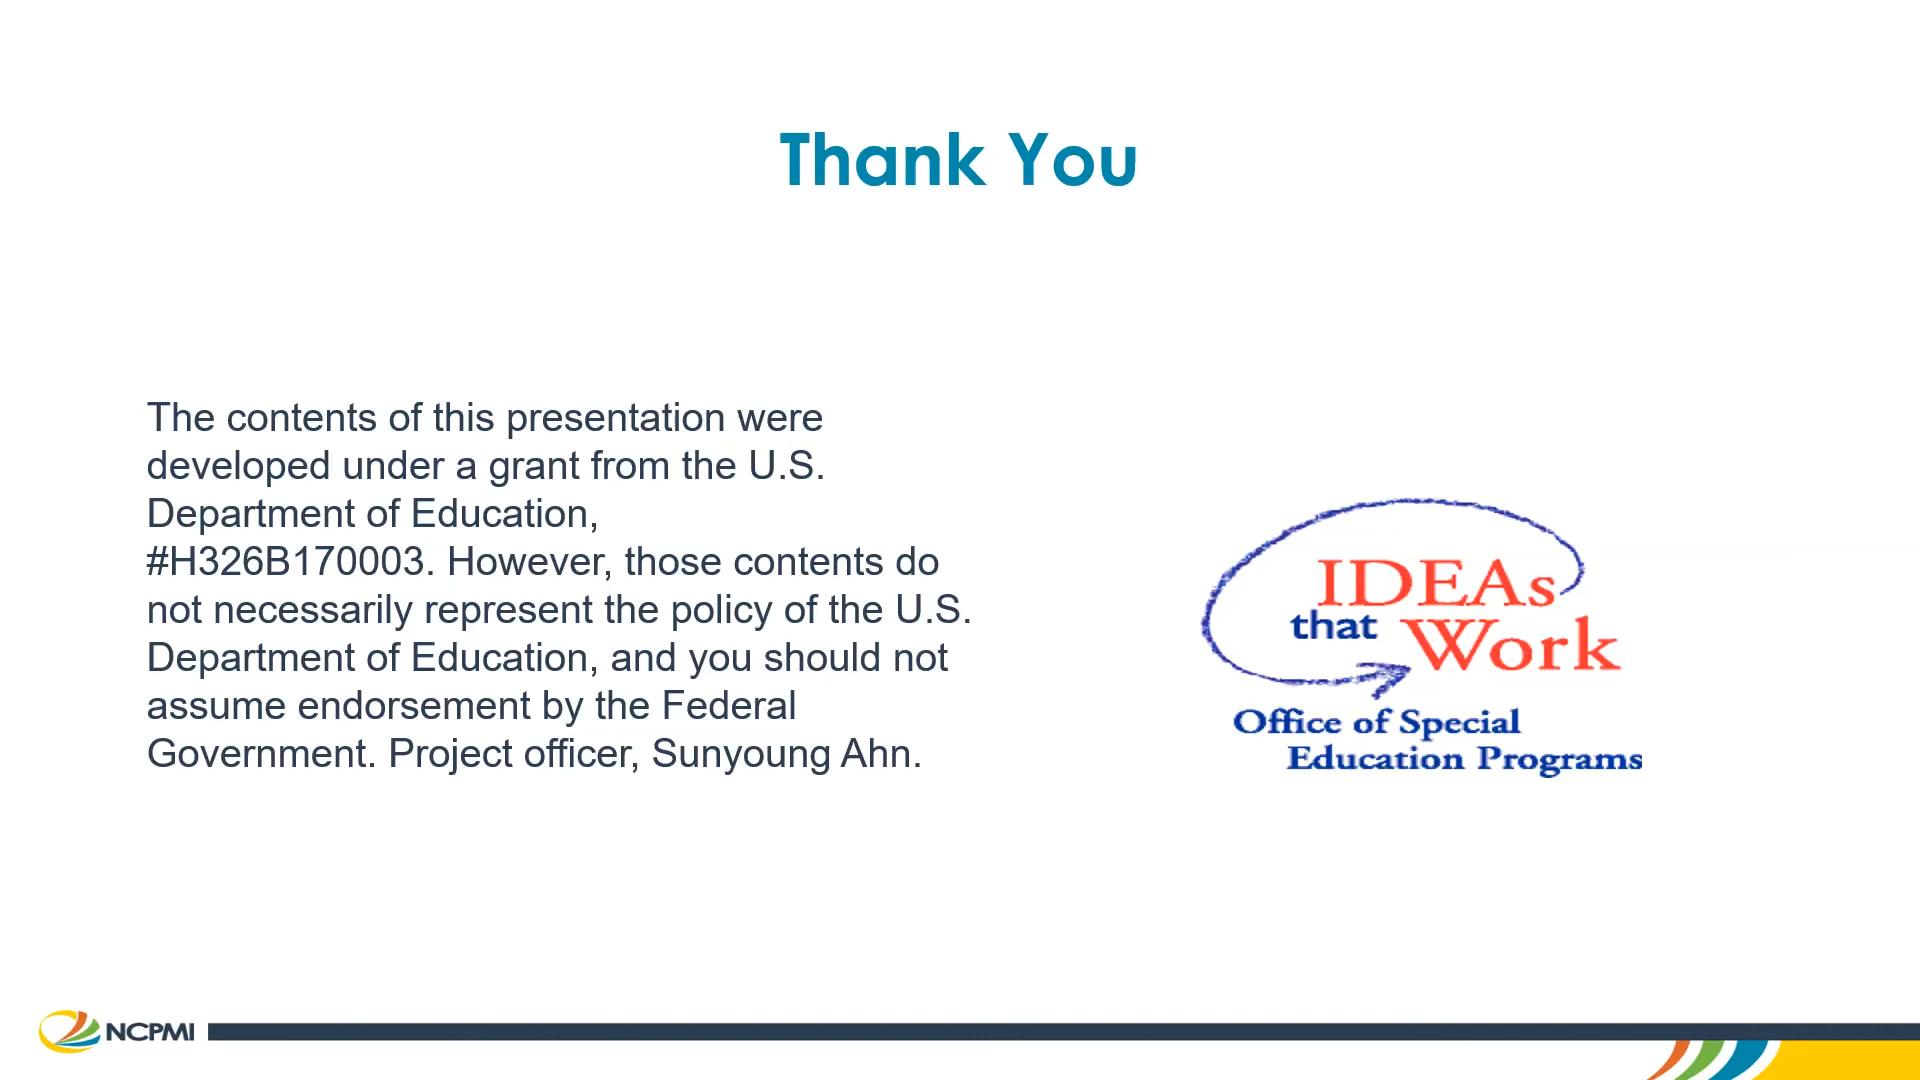 Thank You
The contents of this presentation were
developed under a grant from the U.S.
Department of Education,
#H326B170003. However, those contents do
not necessarily represent the policy of the U.S.
Department of Education, and you should not
assume endorsement by the Federal
Government. Project officer, Sunyoung Ahn.
IDEAs
that Work
Office of Special
Education Programs
NCPMI